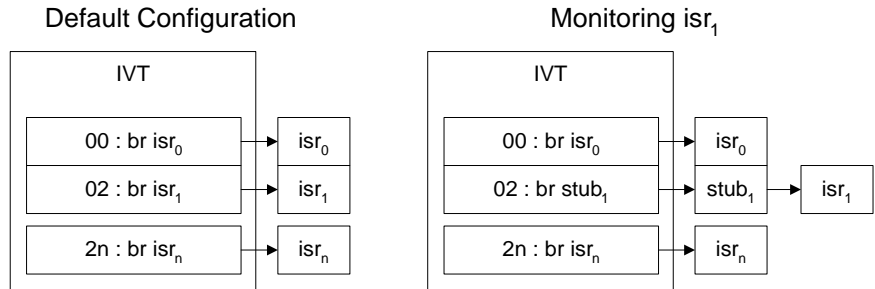 Default Configuration
IVT
00 : br isr₀
isr₀
02 : br isr₁
isr₁
2n : br isrₙ
isrₙ
Monitoring isr₁
IVT
00 : br isr₀
isr₀
02 : br stub₁
stub₁
isr₁
2n : br isrₙ
isrₙ